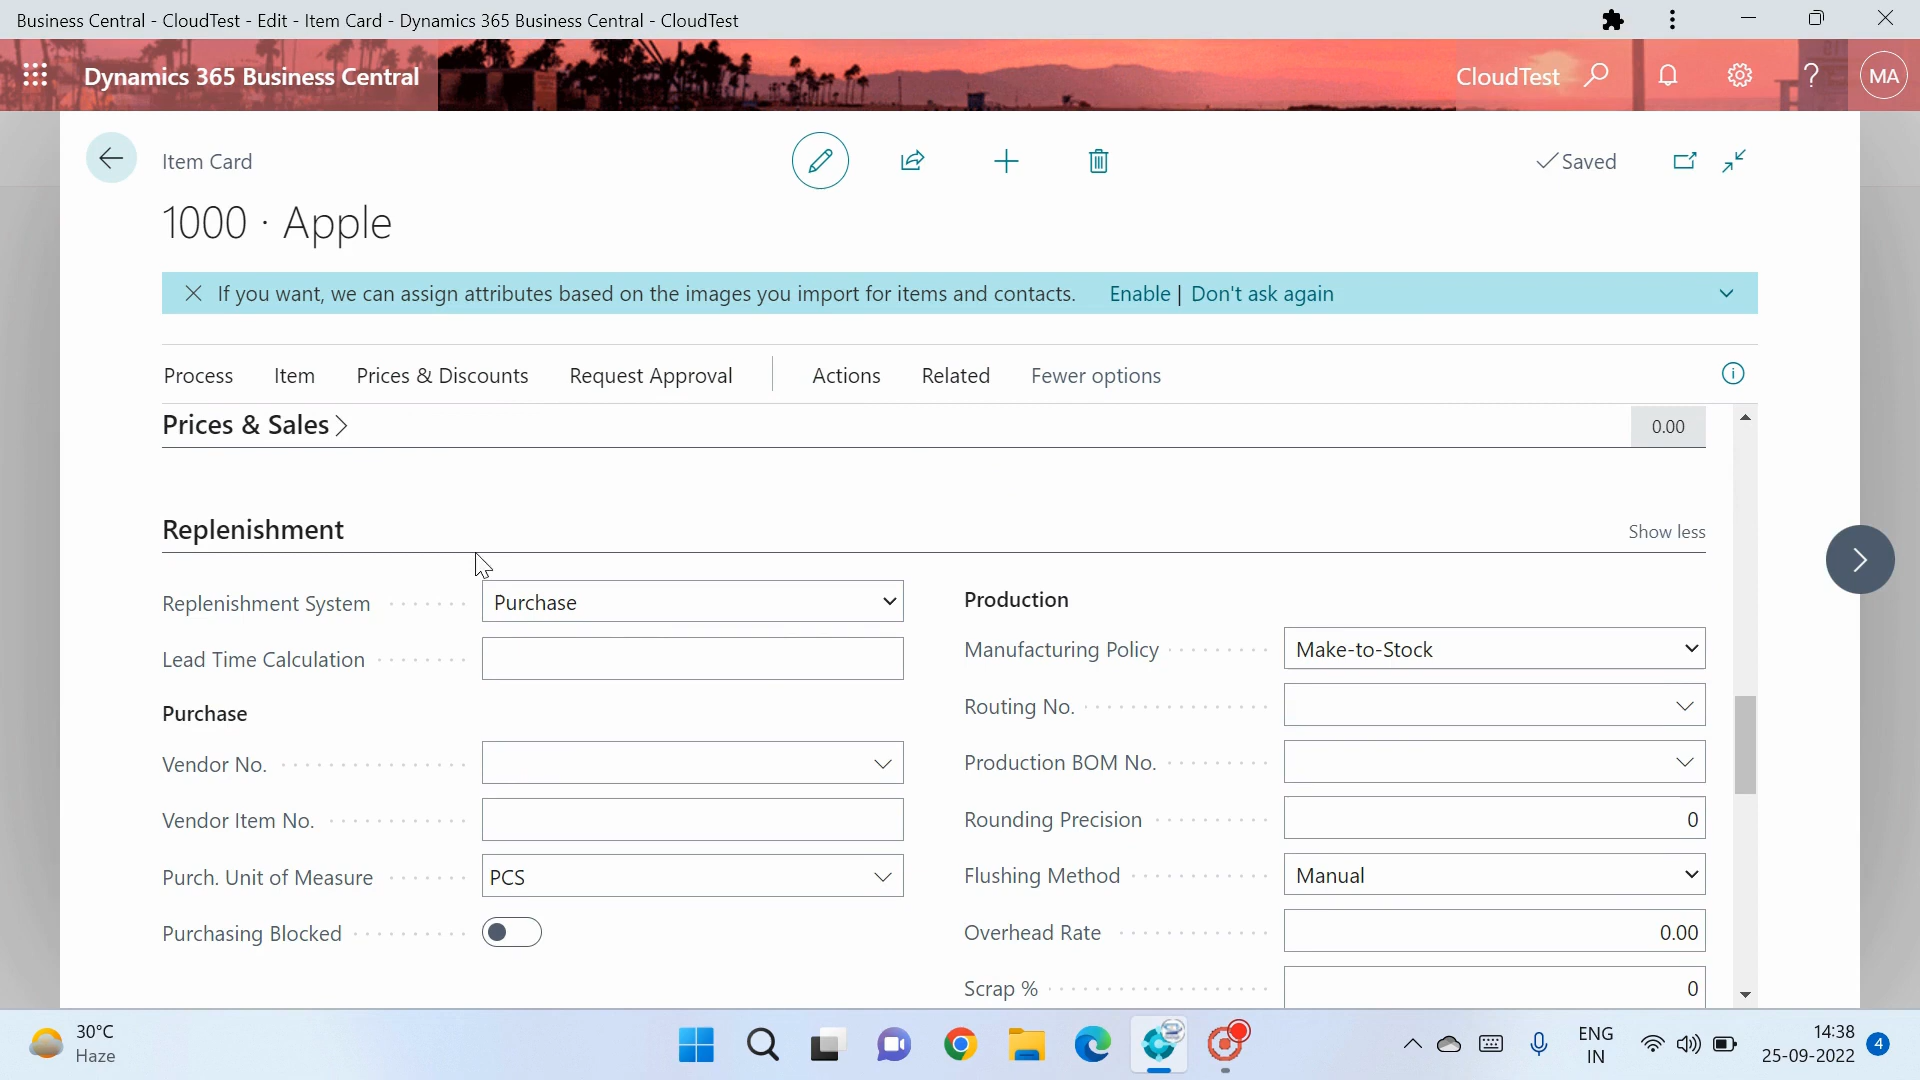 Business Central - CloudTest - Edit - Item Card - Dynamics 365 Business Central - CloudTest
Dynamics 365 Business Central
CloudTest
?
MA
Item Card
Saved
1000 · Apple
If you want, we can assign attributes based on the images you import for items and contacts. Enable | Don't ask again
Process Item Prices & Discounts Request Approval Actions Related Fewer options
Prices & Sales > 0.00
Replenishment Show less
Replenishment System Purchase
Lead Time Calculation
Purchase
Vendor No.
Vendor Item No.
Purch. Unit of Measure PCS
Purchasing Blocked
Production
Manufacturing Policy Make-to-Stock
Routing No.
Production BOM No.
Rounding Precision 0
Flushing Method Manual
Overhead Rate 0.00
Scrap % 0
30°C
Haze
ENG
IN
14:38
25-09-2022
4